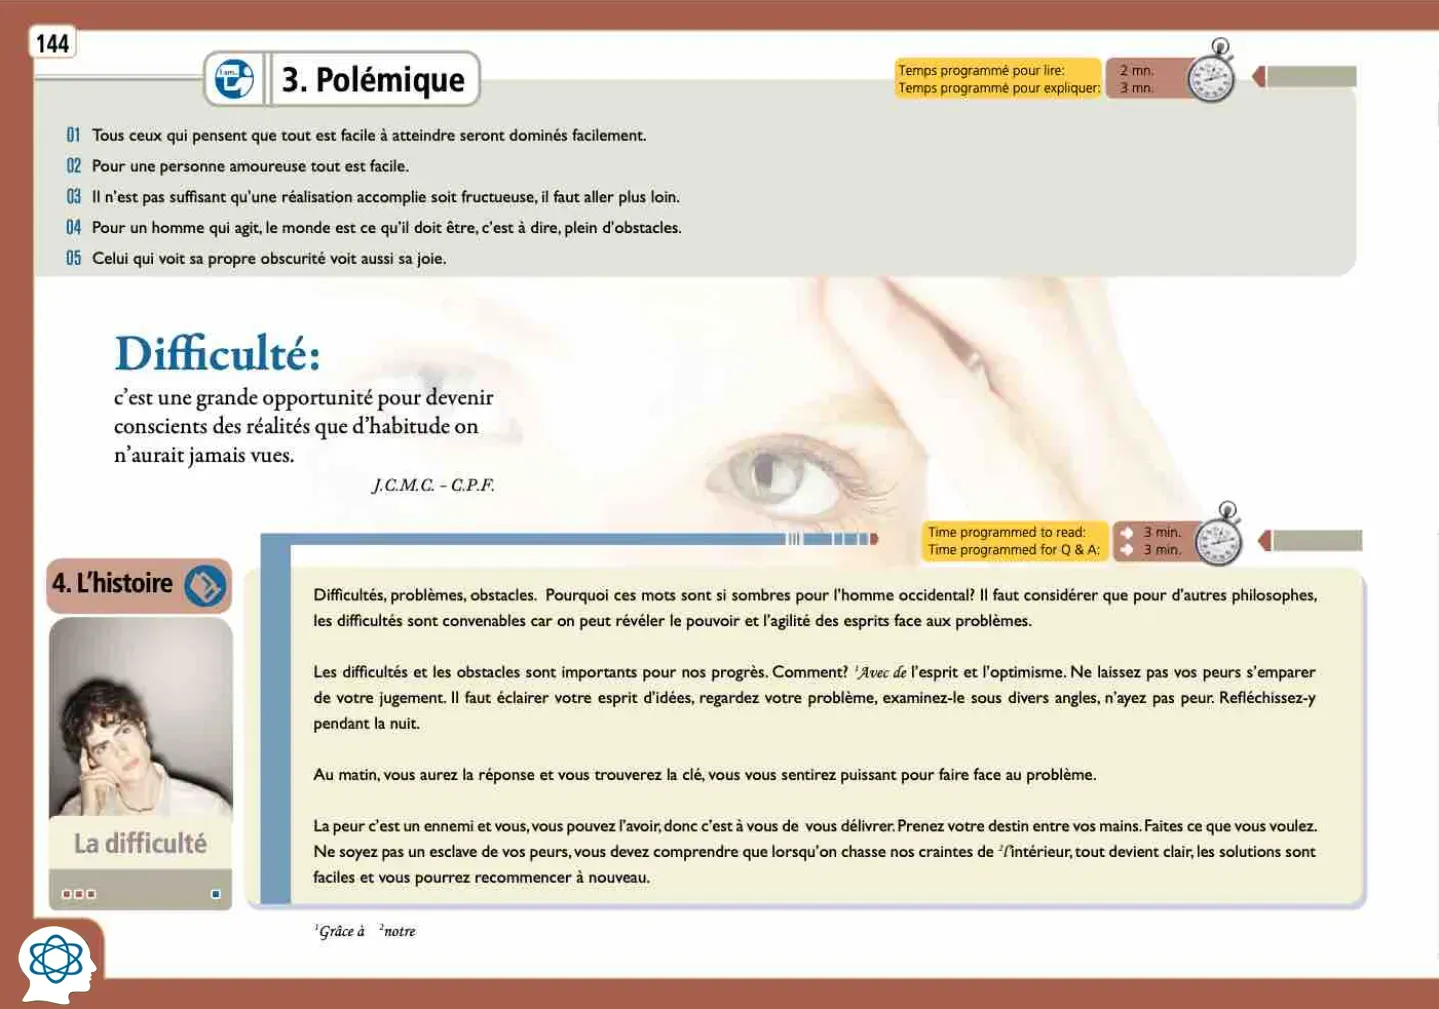 144
3. Polémique
Temps programmé pour lire: 2 mn.
Temps programmé pour expliquer: 3 mn.
01 Tous ceux qui pensent que tout est facile à atteindre seront dominés facilement.
02 Pour une personne amoureuse tout est facile.
03 Il n'est pas suffisant qu'une réalisation accomplie soit fructueuse, il faut aller plus loin.
04 Pour un homme qui agit, le monde est ce qu'il doit être, c'est à dire, plein d'obstacles.
05 Celui qui voit sa propre obscurité voit aussi sa joie.
Difficulté:
c'est une grande opportunité pour devenir
conscients des réalités que d'habitude on
n'aurait jamais vues.
J.C.M.C. - C.P.F.
Time programmed to read: 3 min.
Time programmed for Q & A: 3 min.
4. L'histoire
La difficulté
Difficultés, problèmes, obstacles. Pourquoi ces mots sont si sombres pour l'homme occidental? Il faut considérer que pour d'autres philosophes,
les difficultés sont convenables car on peut révéler le pouvoir et l'agilité des esprits face aux problèmes.
Les difficultés et les obstacles sont importants pour nos progrès. Comment? ¹Avec de l'esprit et l'optimisme. Ne laissez pas vos peurs s'emparer
de votre jugement. Il faut éclairer votre esprit d'idées, regardez votre problème, examinez-le sous divers angles, n'ayez pas peur. Refléchissez-y
pendant la nuit.
Au matin, vous aurez la réponse et vous trouverez la clé, vous vous sentirez puissant pour faire face au problème.
La peur c'est un ennemi et vous, vous pouvez l'avoir, donc c'est à vous de vous délivrer. Prenez votre destin entre vos mains. Faites ce que vous voulez.
Ne soyez pas un esclave de vos peurs, vous devez comprendre que lorsqu'on chasse nos craintes de ²l'intérieur, tout devient clair, les solutions sont
faciles et vous pourrez recommencer à nouveau.
¹Grâce à ²notre